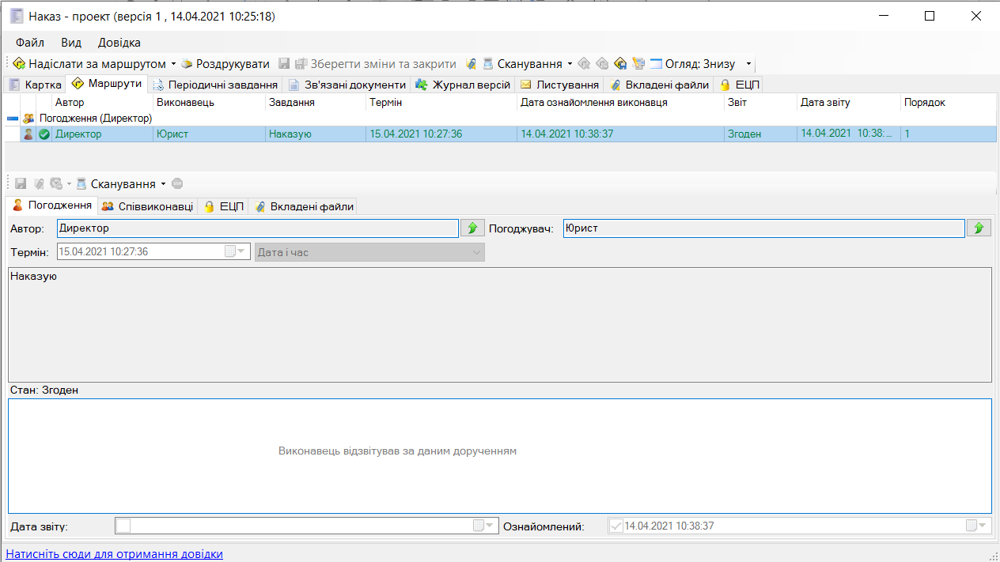 Наказ - проект (версія 1 , 14.04.2021 10:25:18)
Файл Вид Довідка
Надіслати за маршрутом Роздрукувати Зберегти зміни та закрити Сканування Огляд: Знизу
Картка Маршрути Періодичні завдання Зв'язані документи Журнал версій Листування Вкладені файли ЕЦП
Автор Виконавець Завдання Термін Дата ознайомлення виконавця Звіт Дата звіту Порядок
Погодження (Директор)
Директор Юрист Наказую 15.04.2021 10:27:36 14.04.2021 10:38:37 Згоден 14.04.2021 10:38:... 1
Сканування
Погодження Співвиконавці ЕЦП Вкладені файли
Автор: Директор Погоджувач: Юрист
Термін: 15.04.2021 10:27:36 Дата і час
Наказую
Стан: Згоден
Виконавець відзвітував за даним дорученням
Дата звіту: Ознайомлений: 14.04.2021 10:38:37
Натисніть сюди для отримання довідки